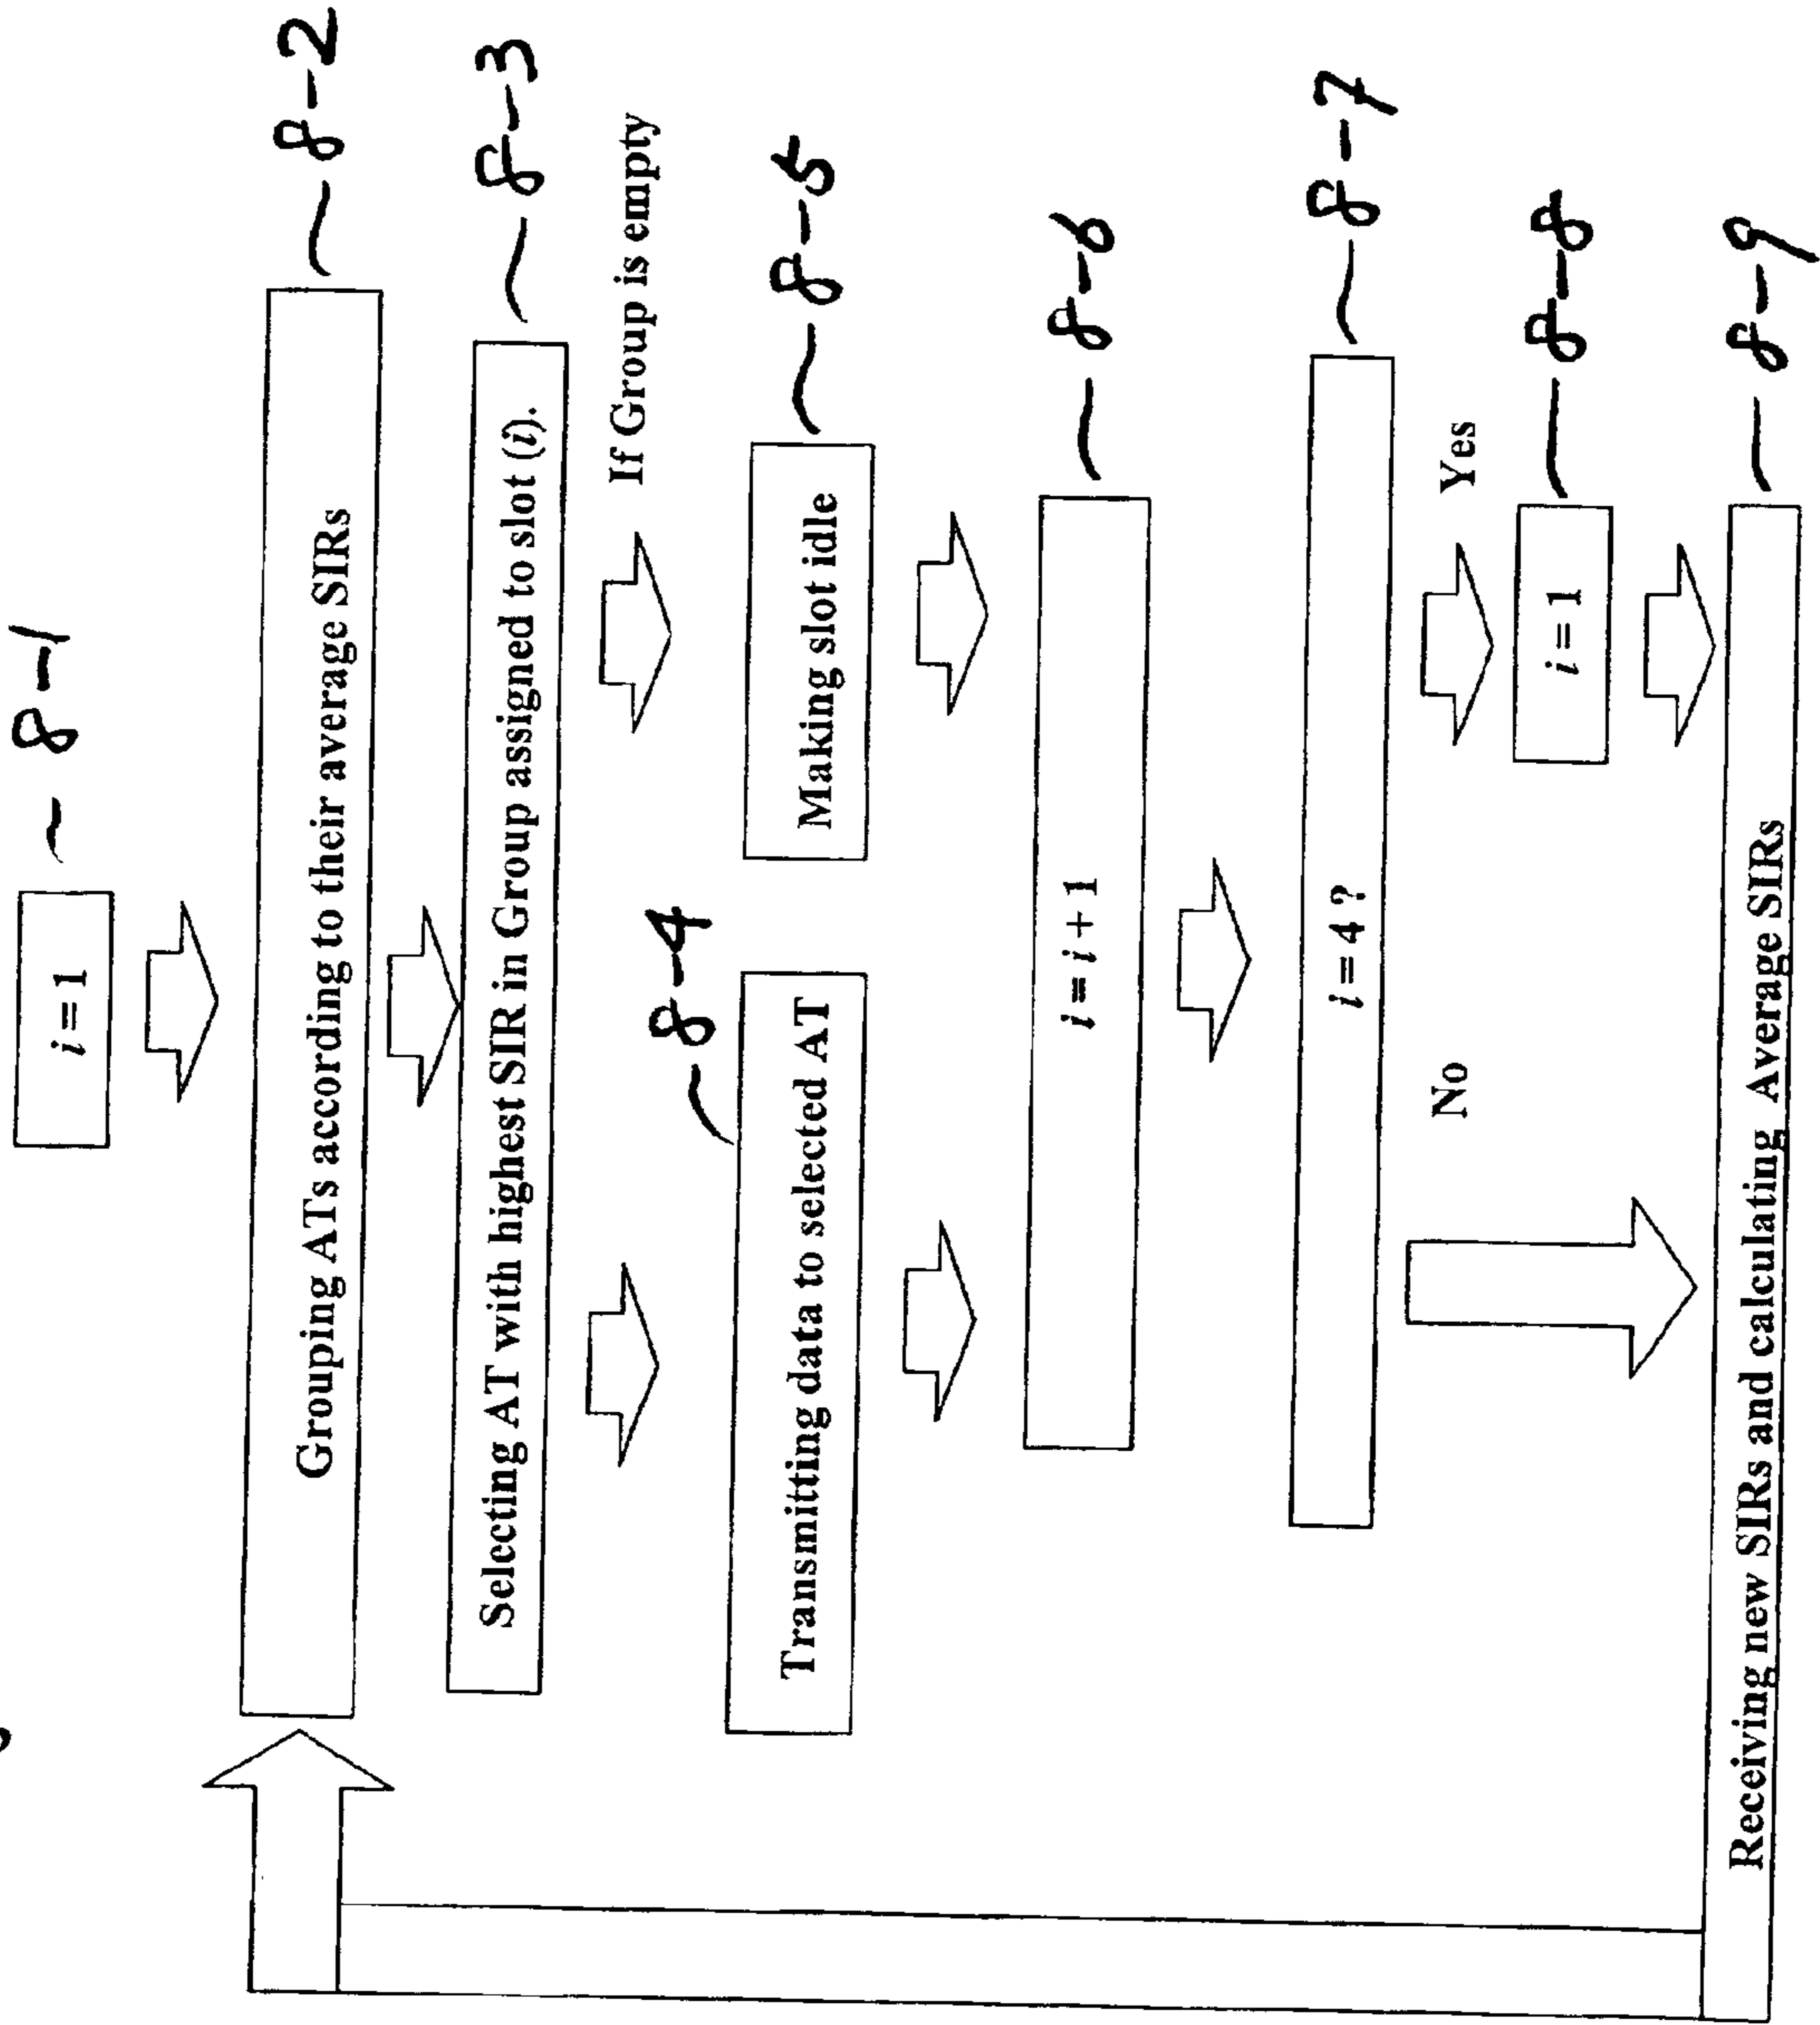 i = 1
8-1
Grouping ATs according to their average SIRs
8-2
Selecting AT with highest SIR in Group assigned to slot (i).
8-3
If Group is empty
8-4
Transmitting data to selected AT
Making slot idle
8-5
i = i + 1
8-6
i = 4 ?
8-7
No
Yes
i = 1
8-8
Receiving new SIRs and calculating Average SIRs
8-9